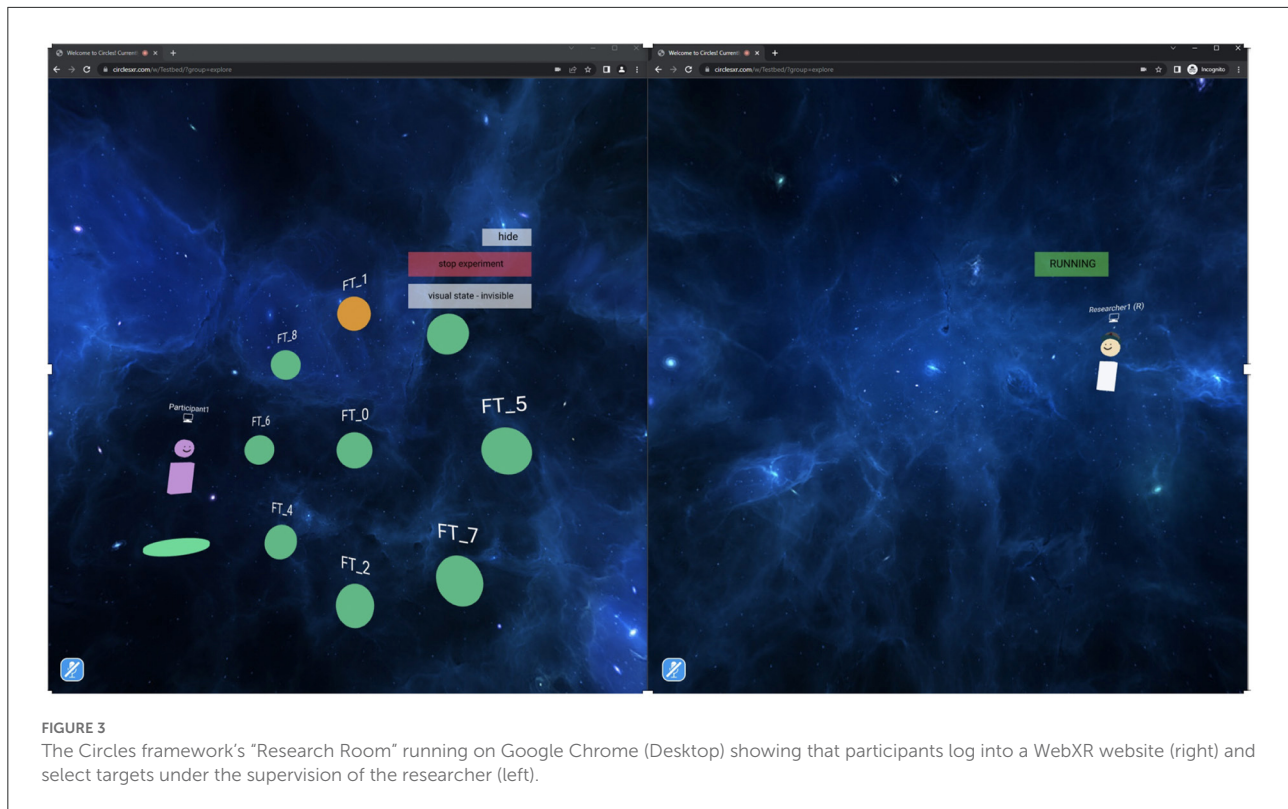 Welcome to Circles! Current
circlesxr.com/w/Testbed/?group=explore
hide
stop experiment
visual state - invisible
FT_1
FT_8
FT_5
Participant1
FT_6
FT_0
FT_4
FT_7
FT_2
Welcome to Circles! Current
circlesxr.com/w/Testbed/?group=explore
Incognito
RUNNING
Researcher1 (R)
FIGURE 3
The Circles framework's “Research Room” running on Google Chrome (Desktop) showing that participants log into a WebXR website (right) and
select targets under the supervision of the researcher (left).